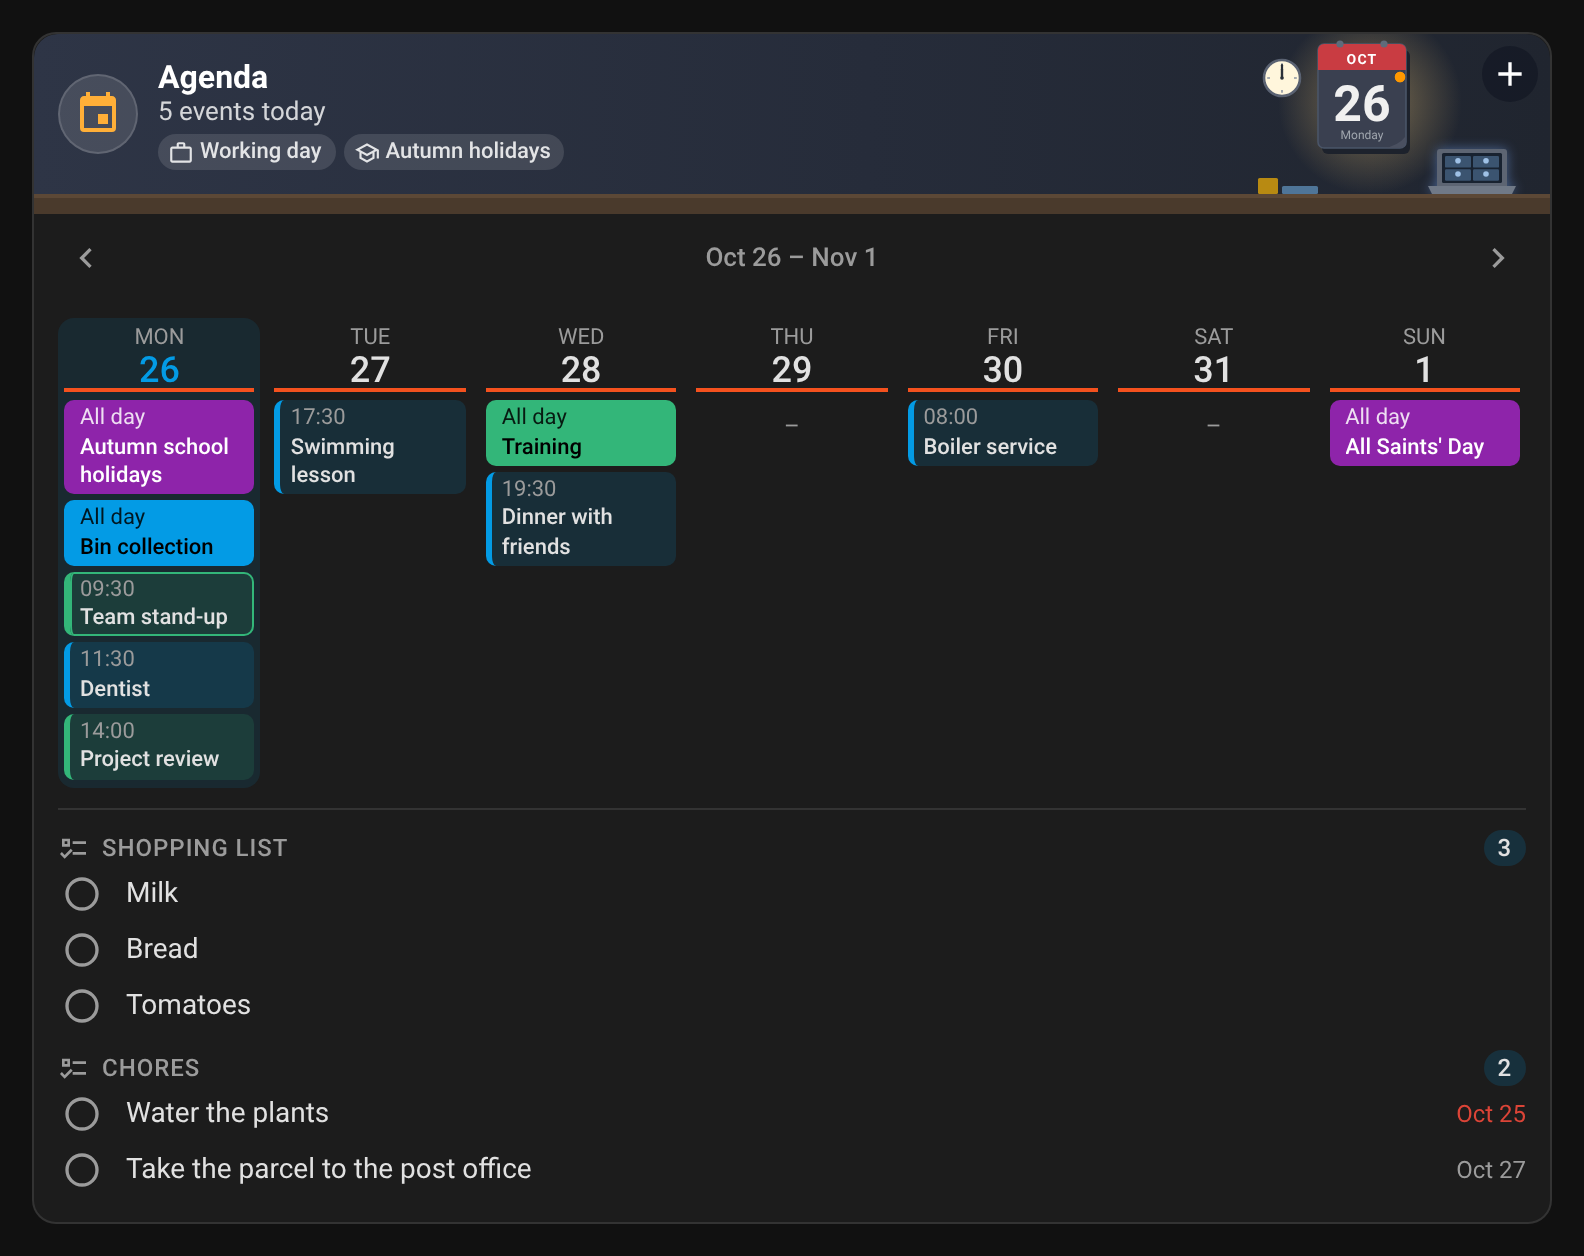 Agenda
5 events today
Working day
Autumn holidays
OCT
26
Monday
Oct 26 – Nov 1
MON
26
All day
Autumn school
holidays
All day
Bin collection
09:30
Team stand-up
11:30
Dentist
14:00
Project review
TUE
27
17:30
Swimming
lesson
WED
28
All day
Training
19:30
Dinner with
friends
THU
29
–
FRI
30
08:00
Boiler service
SAT
31
–
SUN
1
All day
All Saints' Day
SHOPPING LIST
3
Milk
Bread
Tomatoes
CHORES
2
Water the plants
Oct 25
Take the parcel to the post office
Oct 27